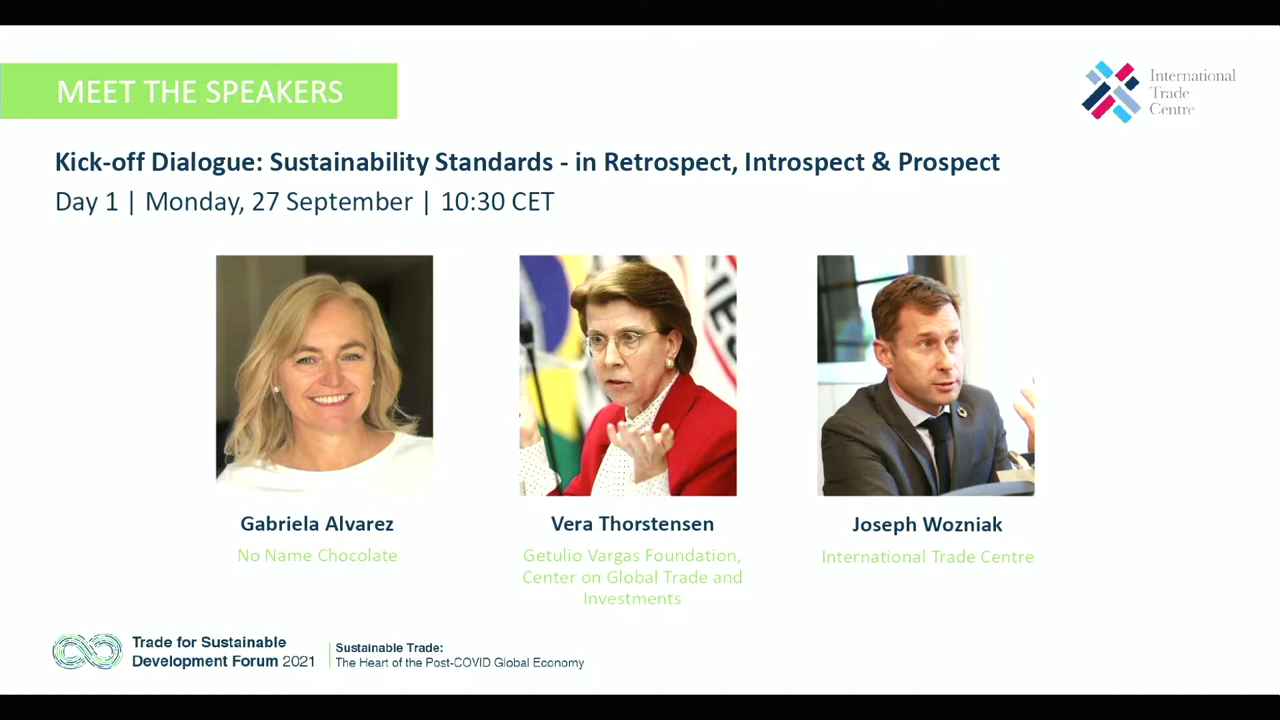 MEET THE SPEAKERS
International
Trade
Centre
Kick-off Dialogue: Sustainability Standards - in Retrospect, Introspect & Prospect
Day 1 | Monday, 27 September | 10:30 CET
Gabriela Alvarez
No Name Chocolate
Vera Thorstensen
Getulio Vargas Foundation,
Center on Global Trade and
Investments
Joseph Wozniak
International Trade Centre
Trade for Sustainable
Development Forum 2021
Sustainable Trade:
The Heart of the Post-COVID Global Economy